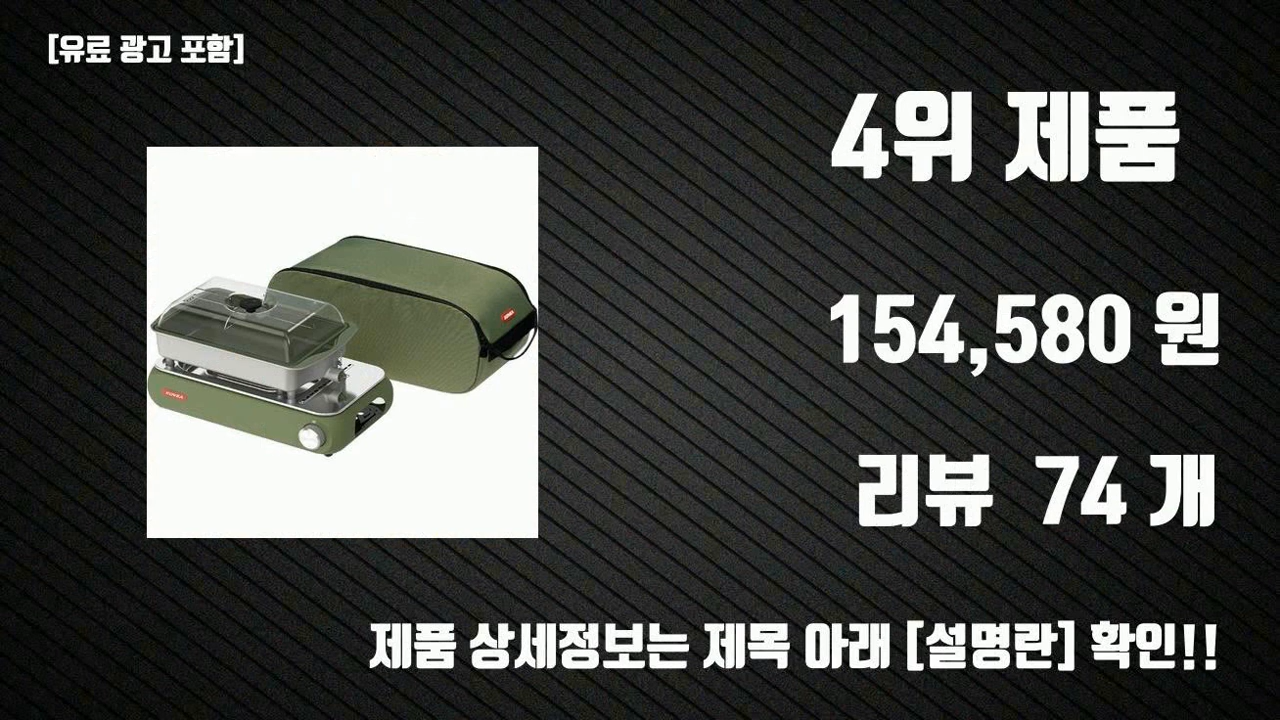 [유료 광고 포함]
4위 제품
154,580 원
리뷰 74 개
제품 상세정보는 제목 아래 [설명란] 확인!!